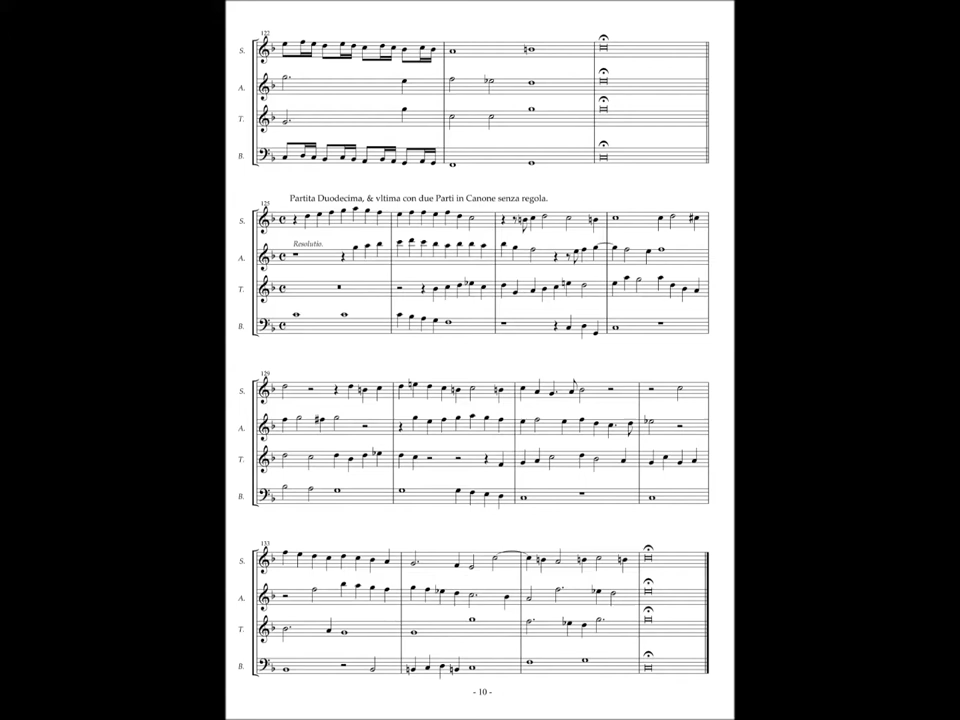 122
S.
A.
T.
B.
Partita Duodecima, & vltima con due Parti in Canone senza regola.
125
S.
Resolutio.
A.
T.
B.
129
S.
A.
T.
B.
133
S.
A.
T.
B.
- 10 -